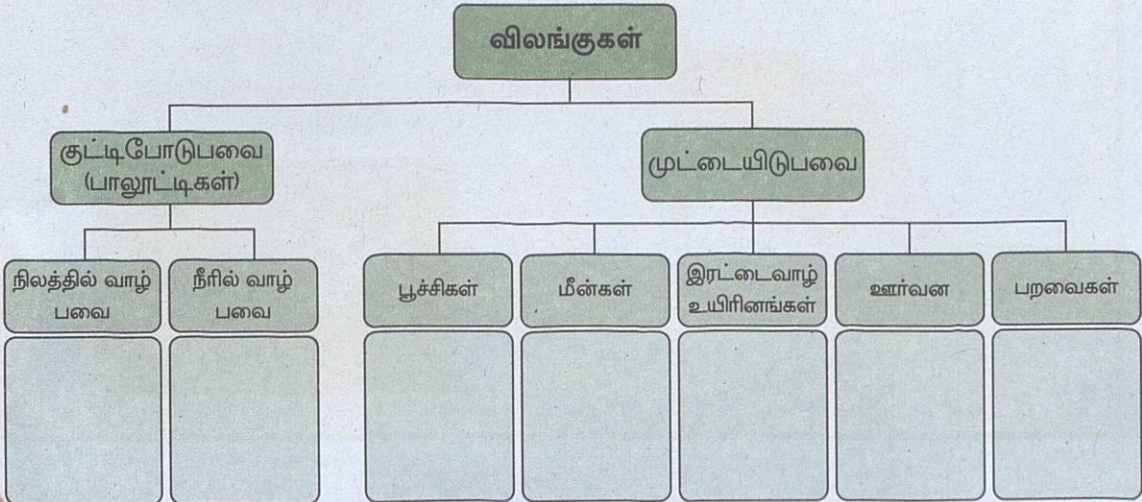 விலங்குகள்
குட்டிபோடுபவை
(பாலூட்டிகள்)
முட்டையிடுபவை
நிலத்தில் வாழ்
பவை
நீரில் வாழ்
பவை
பூச்சிகள்
மீன்கள்
இரட்டைவாழ்
உயிரினங்கள்
ஊர்வன
பறவைகள்